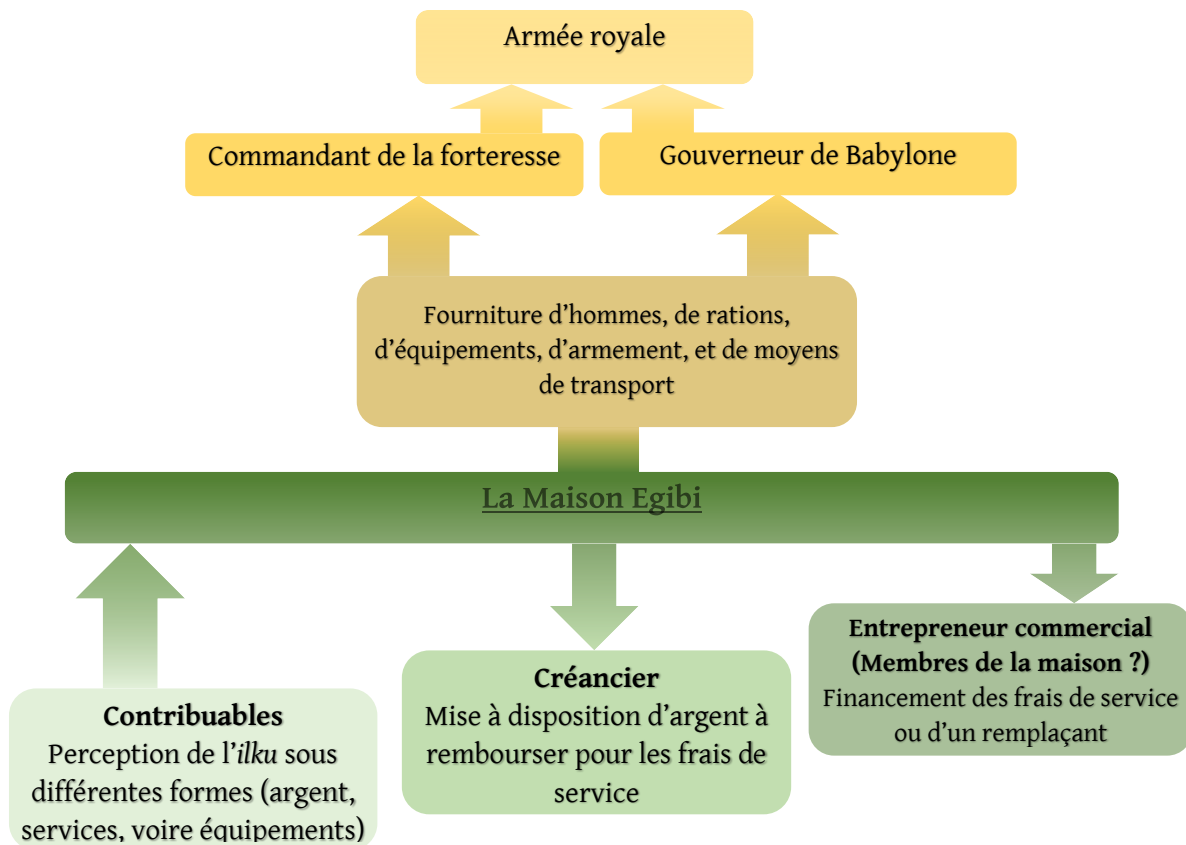 Armée royale
Commandant de la forteresse
Gouverneur de Babylone
Fourniture d’hommes, de rations,
d’équipements, d’armement, et de moyens
de transport
La Maison Egibi
Contribuables
Perception de l’ilku sous
différentes formes (argent,
services, voire équipements)
Créancier
Mise à disposition d’argent à
rembourser pour les frais de
service
Entrepreneur commercial
(Membres de la maison ?)
Financement des frais de service
ou d’un remplaçant